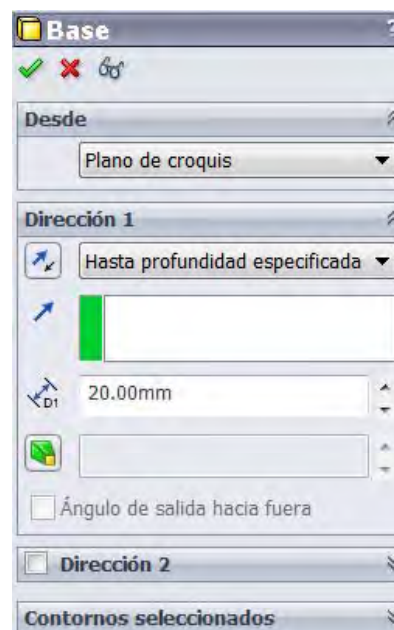 Base
?
Desde
Plano de croquis
Dirección 1
Hasta profundidad especificada
D1
20.00mm
Ángulo de salida hacia fuera
Dirección 2
Contornos seleccionados